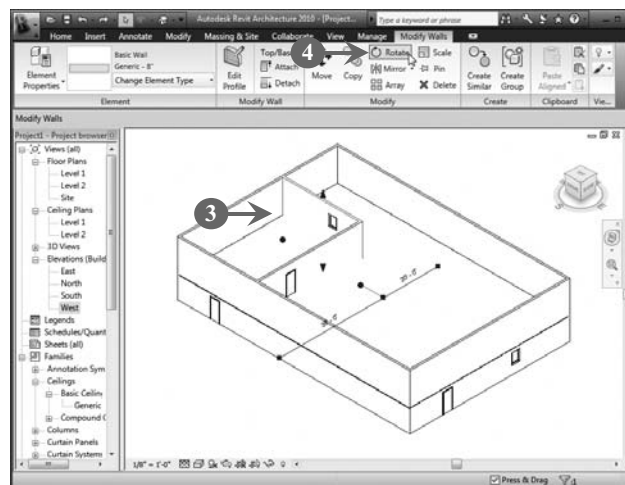 Autodesk Revit Architecture 2010 - [Project... Type a keyword or phrase
Home Insert Annotate Modify Massing & Site Collaborate View Manage Modify Walls
Element Properties
Basic Wall
Generic - 8"
Change Element Type
Edit Profile
Top/Base
Attach
Detach
4
Move
Copy
Rotate
Mirror
Array
Scale
Pin
Delete
Create Similar
Create Group
Paste Aligned
Element Modify Wall Modify Create Clipboard Vie...
Modify Walls
Project1 - Project browser
Views (all)
Floor Plans
Level 1
Level 2
Site
Ceiling Plans
Level 1
Level 2
3D Views
Elevations (Build
East
North
South
West
Legends
Schedules/Quant
Sheets (all)
Families
Annotation Sym
Ceilings
Basic Ceiling
Generic
Compound C
Columns
Curtain Panels
Curtain System
3
1/8" = 1'-0"
Press & Drag